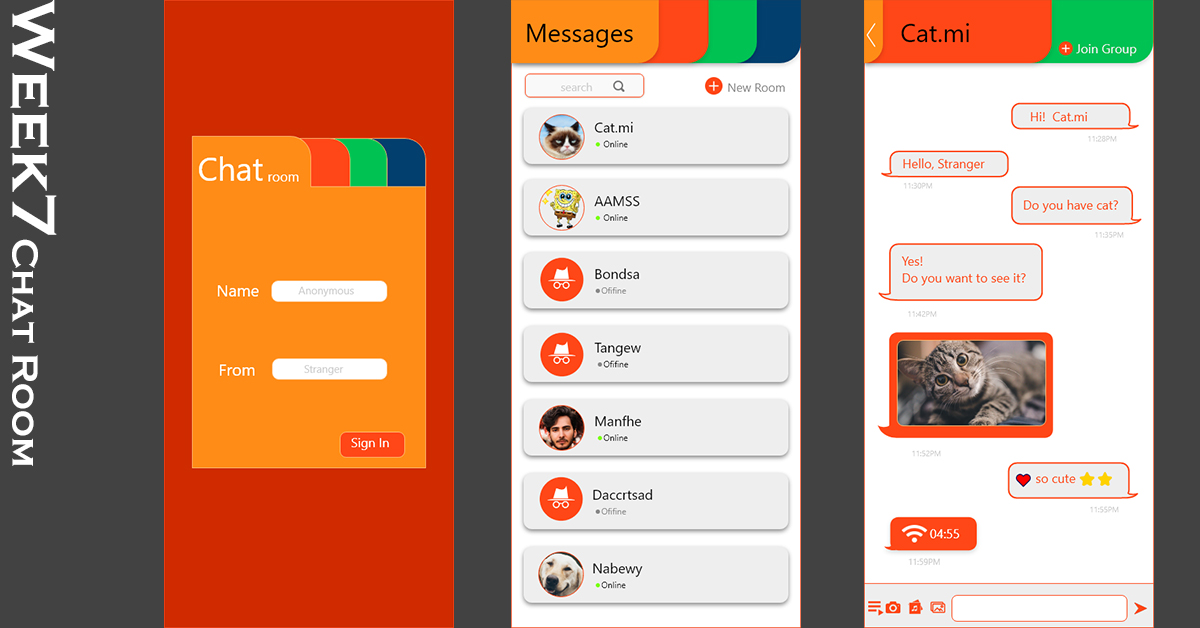 WEEK7 CHAT ROOM
Chat room
Name
Anonymous
From
Stranger
Sign In
Messages
search
New Room
Cat.mi
Online
AAMSS
Online
Bondsa
Ofifine
Tangew
Ofifine
Manfhe
Online
Daccrtsad
Ofifine
Nabewy
Online
Cat.mi
Join Group
Hi! Cat.mi
11:28PM
Hello, Stranger
11:30PM
Do you have cat?
11:35PM
Yes!
Do you want to see it?
11:42PM
11:52PM
so cute
11:55PM
04:55
11:59PM